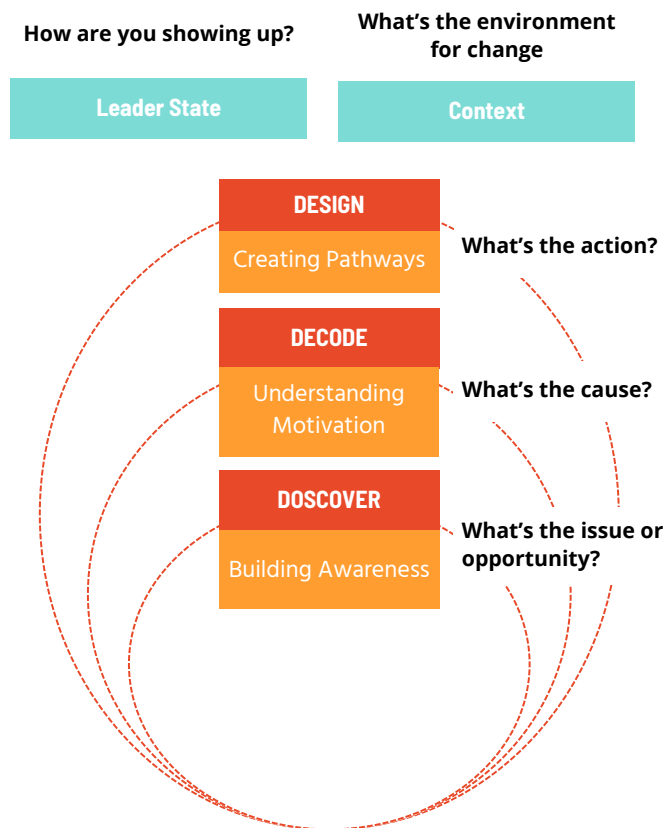 How are you showing up?
What's the environment
for change
Leader State
Context
DESIGN
Creating Pathways
What's the action?
DECODE
Understanding
Motivation
What's the cause?
DOSCOVER
Building Awareness
What's the issue or
opportunity?